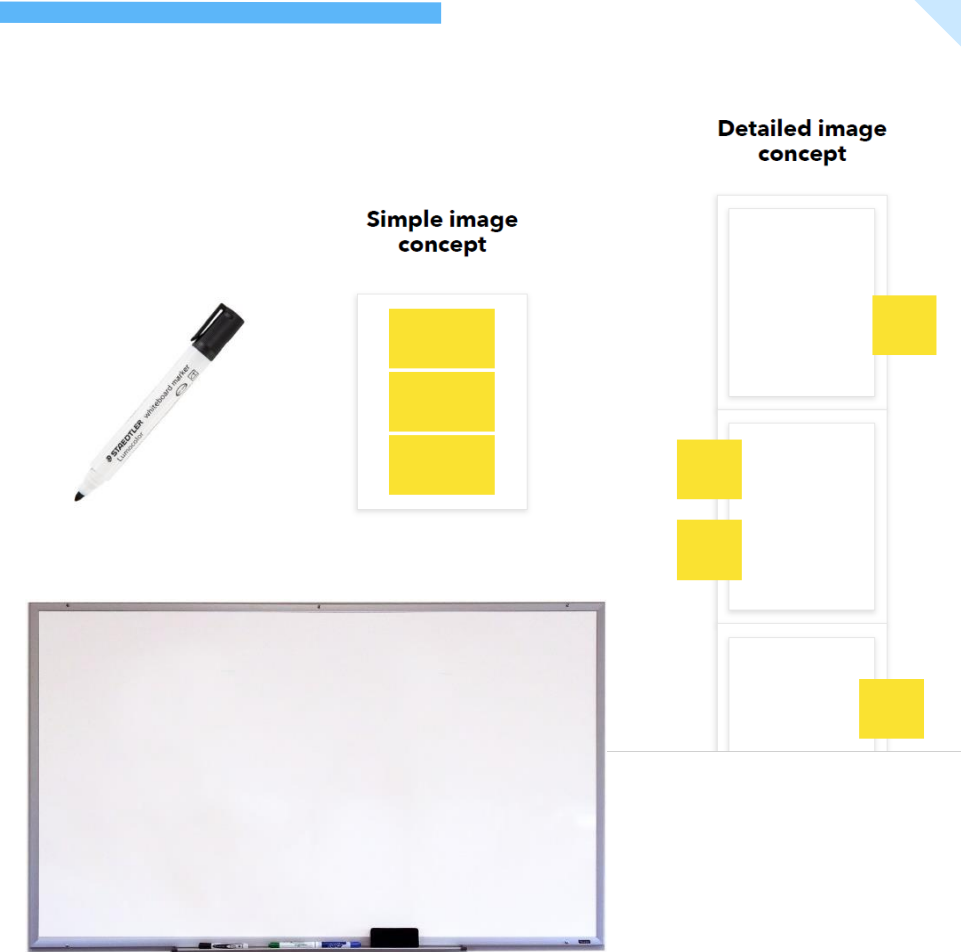 Detailed image
concept
Simple image
concept
STAEDTLER whiteboard marker
Lumocolor